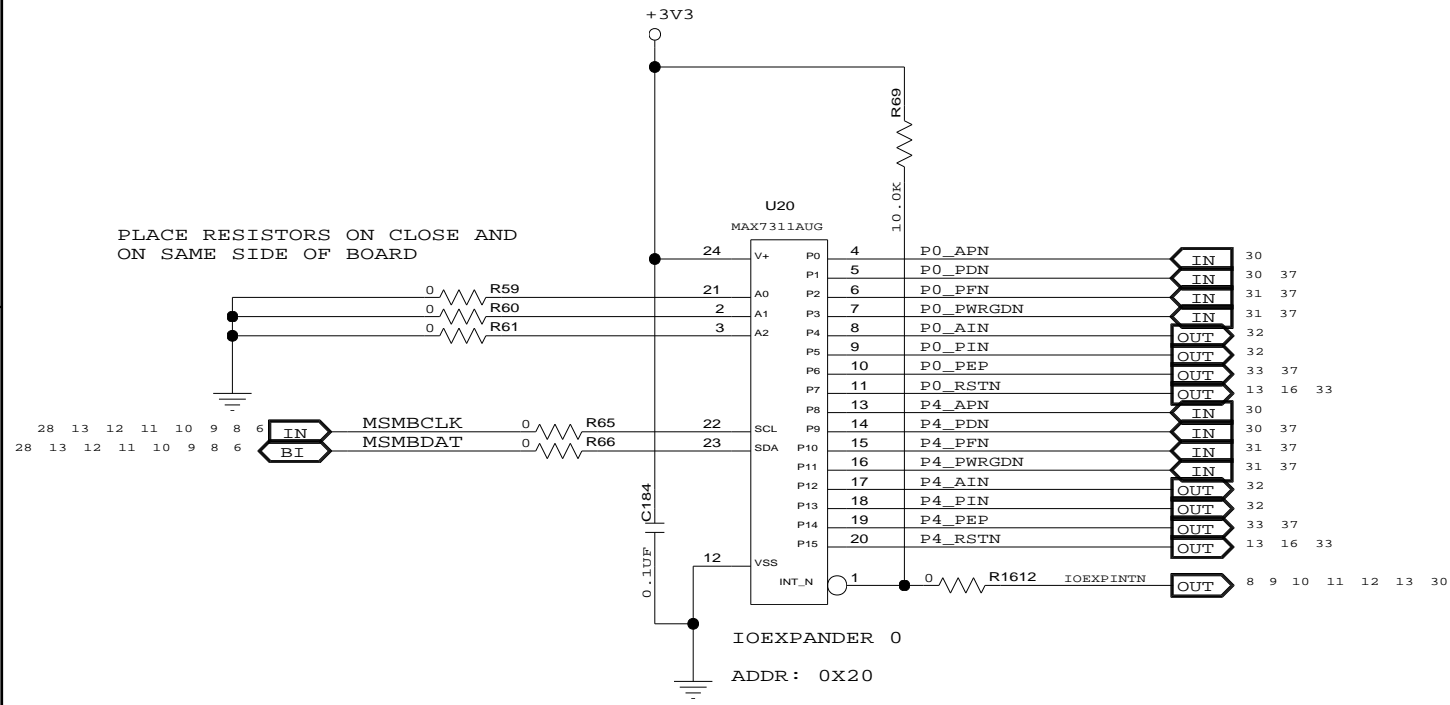 +3V3
R69
10.0K
U20
MAX7311AUG
PLACE RESISTORS ON CLOSE AND
ON SAME SIDE OF BOARD
24 V+ P0 4 P0_APN IN 30
P1 5 P0_PDN IN 30 37
0 R59 21 A0 P2 6 P0_PFN IN 31 37
0 R60 2 A1 P3 7 P0_PWRGDN IN 31 37
0 R61 3 A2 P4 8 P0_AIN OUT 32
P5 9 P0_PIN OUT 32
P6 10 P0_PEP OUT 33 37
P7 11 P0_RSTN OUT 13 16 33
P8 13 P4_APN IN 30
28 13 12 11 10 9 8 6 IN MSMBCLK 0 R65 22 SCL P9 14 P4_PDN IN 30 37
28 13 12 11 10 9 8 6 BI MSMBDAT 0 R66 23 SDA P10 15 P4_PFN IN 31 37
P11 16 P4_PWRGDN IN 31 37
P12 17 P4_AIN OUT 32
P13 18 P4_PIN OUT 32
C184 P14 19 P4_PEP OUT 33 37
P15 20 P4_RSTN OUT 13 16 33
0.1UF 12 VSS
INT_N 1 0 R1612 IOEXPINTN OUT 8 9 10 11 12 13 30
IOEXPANDER 0
ADDR: 0X20